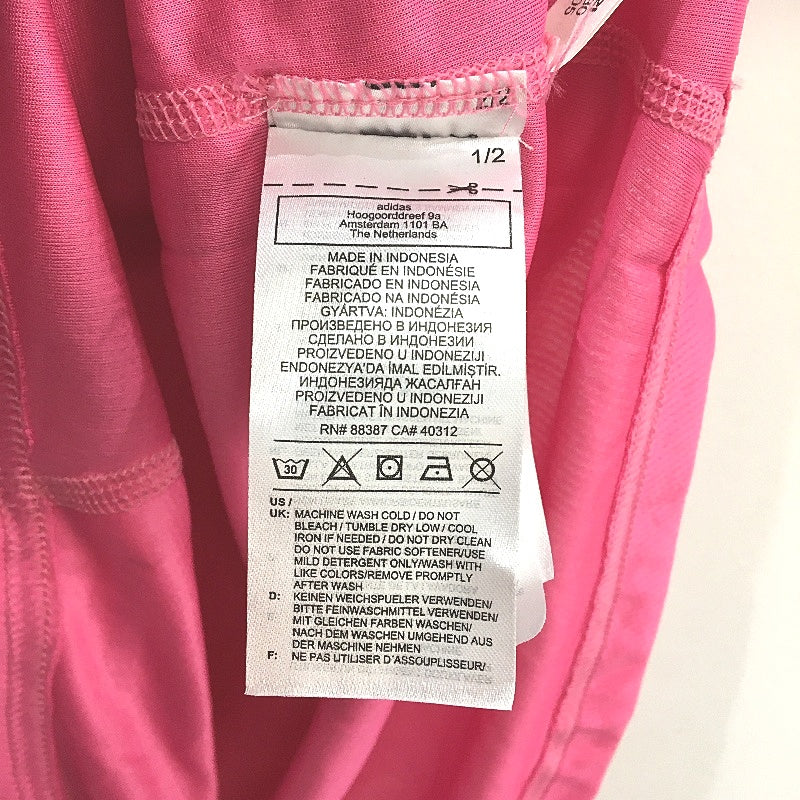 1/2
adidas
Hoogoorddreef 9a
Amsterdam 1101 BA
The Netherlands
MADE IN INDONESIA
FABRIQUÉ EN INDONÉSIE
FABRICADO EN INDONESIA
FABRICADO NA INDONÉSIA
GYÁRTVA: INDONÉZIA
ПРОИЗВЕДЕНО В ИНДОНЕЗИЯ
СДЕЛАНО В ИНДОНЕЗИИ
PROIZVEDENO U INDONEZIJI
ENDONEZYA'DA İMAL EDİLMİŞTİR.
ИНДОНЕЗИЯДА ЖАСАЛҒАН
PROIZVEDENO U INDONEZIJI
FABRICAT ÎN INDONEZIA
RN# 88387 CA# 40312
30
US /
UK: MACHINE WASH COLD / DO NOT
BLEACH / TUMBLE DRY LOW / COOL
IRON IF NEEDED / DO NOT DRY CLEAN
DO NOT USE FABRIC SOFTENER/USE
MILD DETERGENT ONLY/WASH WITH
LIKE COLORS/REMOVE PROMPTLY
AFTER WASH
D: KEINEN WEICHSPUELER VERWENDEN/
BITTE FEINWASCHMITTEL VERWENDEN/
MIT GLEICHEN FARBEN WASCHEN/
NACH DEM WASCHEN UMGEHEND AUS
DER MASCHINE NEHMEN
F: NE PAS UTILISER D'ASSOUPLISSEUR/